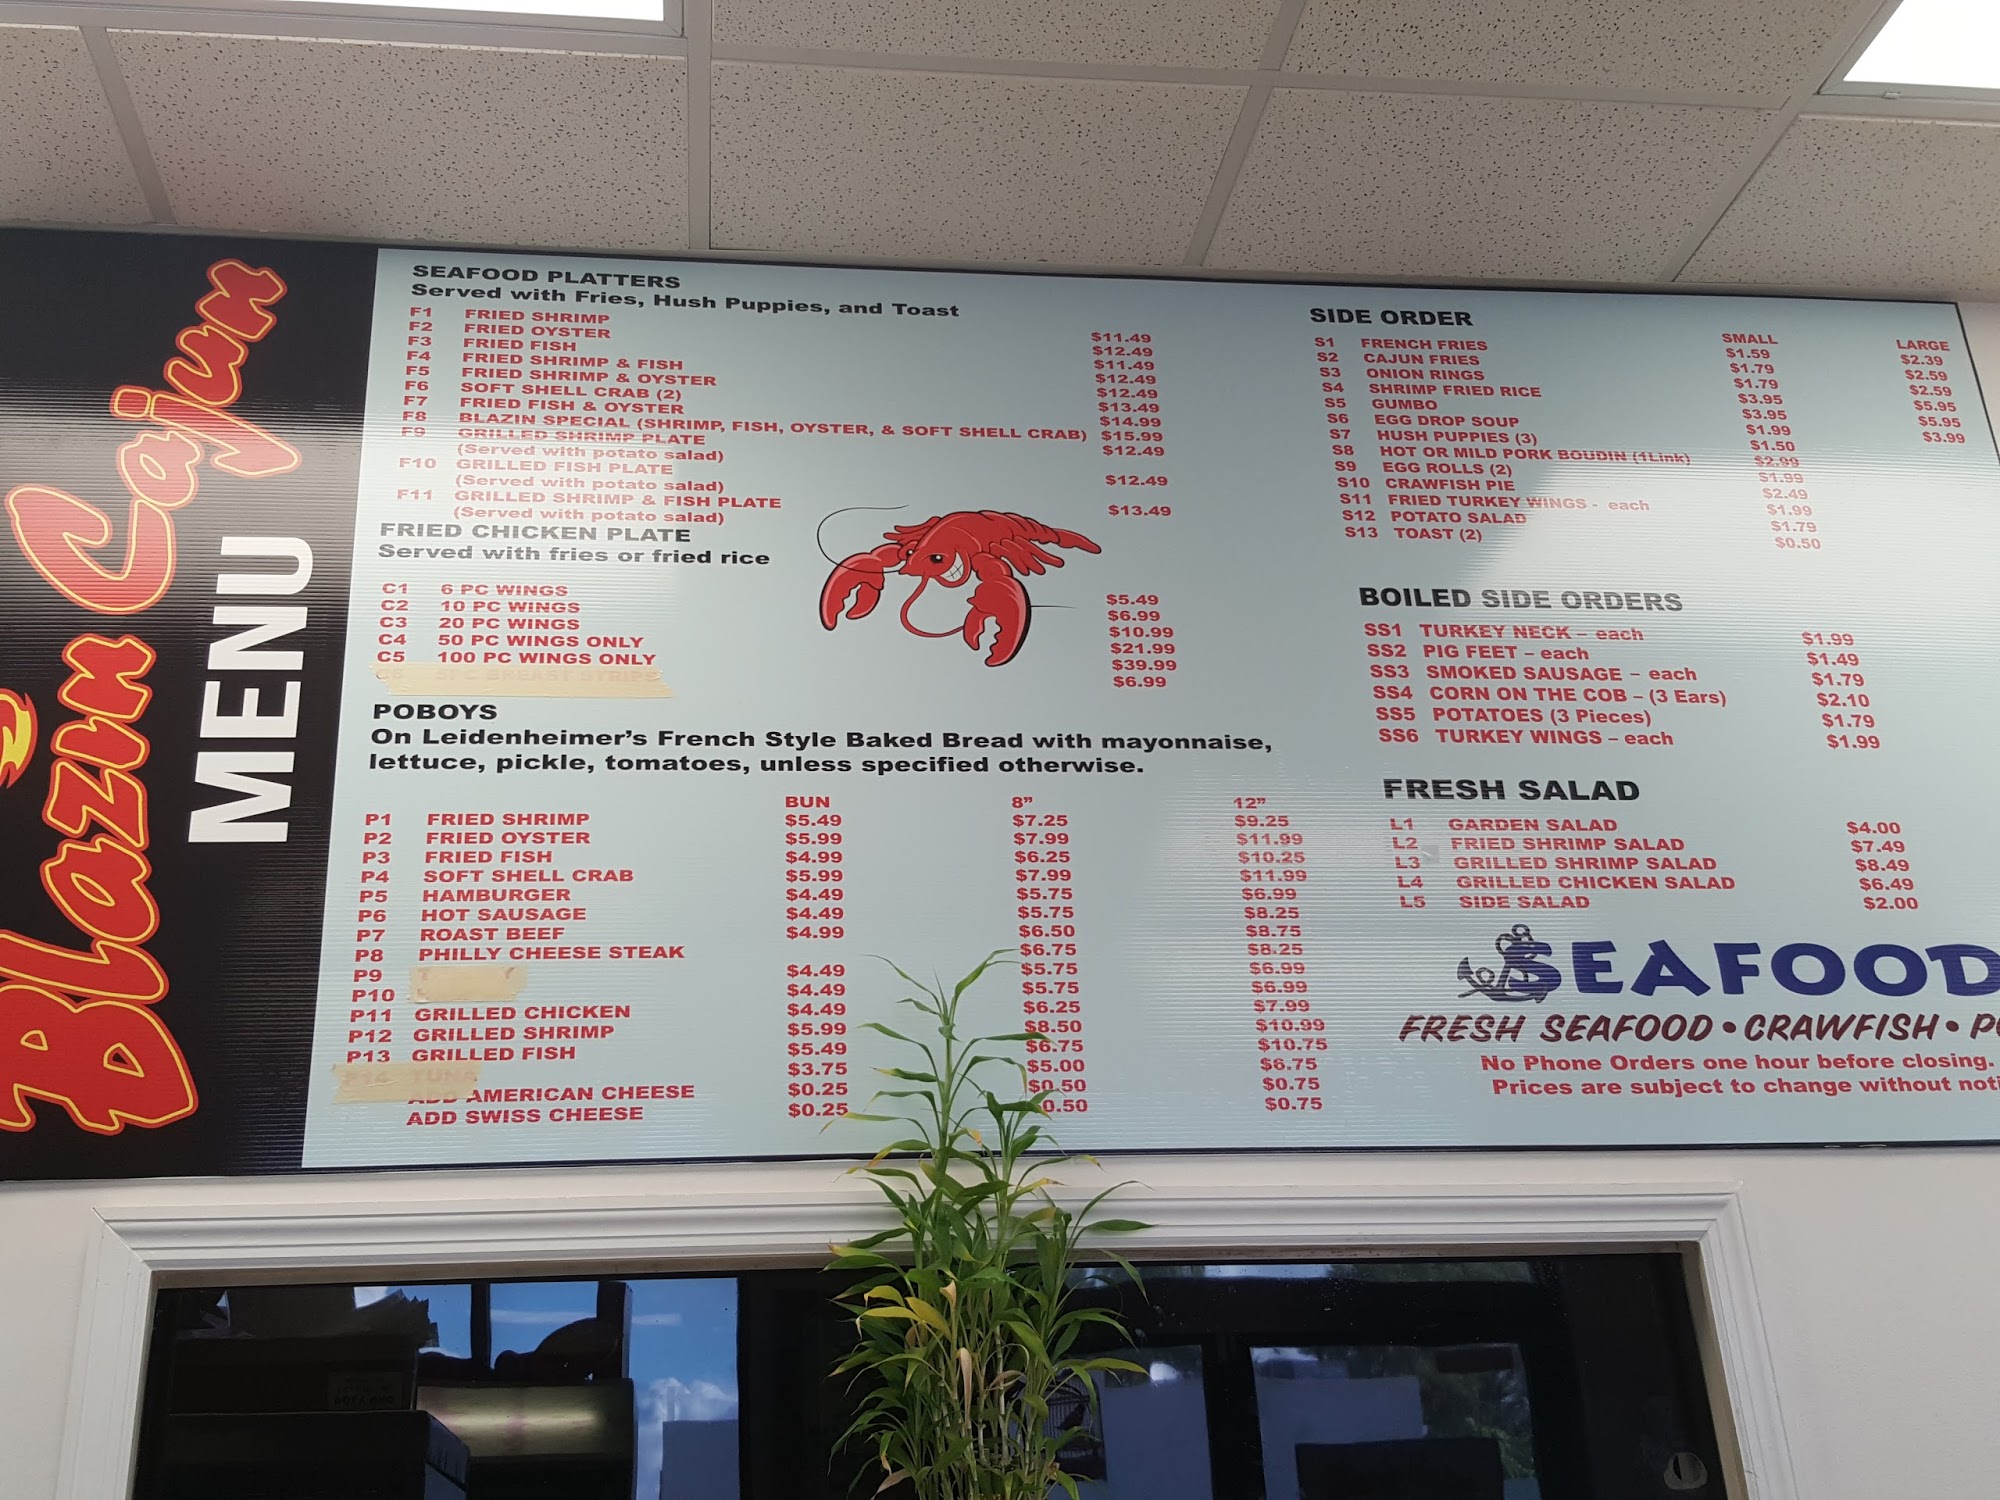 Blazin Cajun
MENU
SEAFOOD PLATTERS
Served with Fries, Hush Puppies, and Toast
F1 FRIED SHRIMP $11.49
F2 FRIED OYSTER $12.49
F3 FRIED FISH $11.49
F4 FRIED SHRIMP & FISH $12.49
F5 FRIED SHRIMP & OYSTER $12.49
F6 SOFT SHELL CRAB (2) $13.49
F7 FRIED FISH & OYSTER $14.99
F8 BLAZIN SPECIAL (SHRIMP, FISH, OYSTER, & SOFT SHELL CRAB) $15.99
F9 GRILLED SHRIMP PLATE $12.49
(Served with potato salad)
F10 GRILLED FISH PLATE $12.49
(Served with potato salad)
F11 GRILLED SHRIMP & FISH PLATE $13.49
(Served with potato salad)
FRIED CHICKEN PLATE
Served with fries or fried rice
C1 6 PC WINGS $5.49
C2 10 PC WINGS $6.99
C3 20 PC WINGS $10.99
C4 50 PC WINGS ONLY $21.99
C5 100 PC WINGS ONLY $39.99
C6 5PC BREAST STRIPS $6.99
POBOYS
On Leidenheimer's French Style Baked Bread with mayonnaise,
lettuce, pickle, tomatoes, unless specified otherwise.
BUN 8" 12"
P1 FRIED SHRIMP $5.49 $7.25 $9.25
P2 FRIED OYSTER $5.99 $7.99 $11.99
P3 FRIED FISH $4.99 $6.25 $10.25
P4 SOFT SHELL CRAB $5.99 $7.99 $11.99
P5 HAMBURGER $4.49 $5.75 $6.99
P6 HOT SAUSAGE $4.49 $5.75 $8.25
P7 ROAST BEEF $4.99 $6.50 $8.75
P8 PHILLY CHEESE STEAK $6.75 $8.25
P9 $4.49 $5.75 $6.99
P10 $4.49 $5.75 $6.99
P11 GRILLED CHICKEN $4.49 $6.25 $7.99
P12 GRILLED SHRIMP $5.99 $8.50 $10.99
P13 GRILLED FISH $5.49 $6.75 $10.75
P14 TUNA $3.75 $5.00 $6.75
ADD AMERICAN CHEESE $0.25 $0.50 $0.75
ADD SWISS CHEESE $0.25 0.50 $0.75
SIDE ORDER
SMALL LARGE
S1 FRENCH FRIES $1.59 $2.39
S2 CAJUN FRIES $1.79 $2.59
S3 ONION RINGS $1.79 $2.59
S4 SHRIMP FRIED RICE $3.95 $5.95
S5 GUMBO $3.95 $5.95
S6 EGG DROP SOUP $1.99 $3.99
S7 HUSH PUPPIES (3) $1.50
S8 HOT OR MILD PORK BOUDIN (1Link) $2.99
S9 EGG ROLLS (2) $1.99
S10 CRAWFISH PIE $2.49
S11 FRIED TURKEY WINGS - each $1.99
S12 POTATO SALAD $1.79
S13 TOAST (2) $0.50
BOILED SIDE ORDERS
SS1 TURKEY NECK – each $1.99
SS2 PIG FEET – each $1.49
SS3 SMOKED SAUSAGE – each $1.79
SS4 CORN ON THE COB – (3 Ears) $2.10
SS5 POTATOES (3 Pieces) $1.79
SS6 TURKEY WINGS – each $1.99
FRESH SALAD
L1 GARDEN SALAD $4.00
L2 FRIED SHRIMP SALAD $7.49
L3 GRILLED SHRIMP SALAD $8.49
L4 GRILLED CHICKEN SALAD $6.49
L5 SIDE SALAD $2.00
SEAFOOD
FRESH SEAFOOD • CRAWFISH •
No Phone Orders one hour before closing.
Prices are subject to change without noti